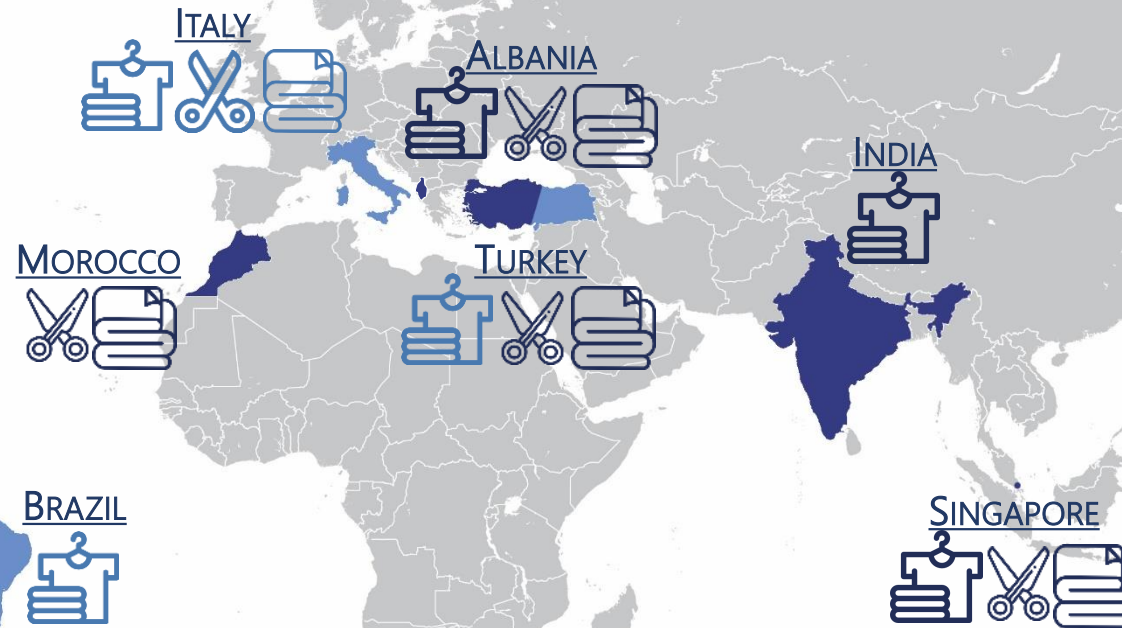 ITALY
ALBANIA
INDIA
MOROCCO
TURKEY
BRAZIL
SINGAPORE